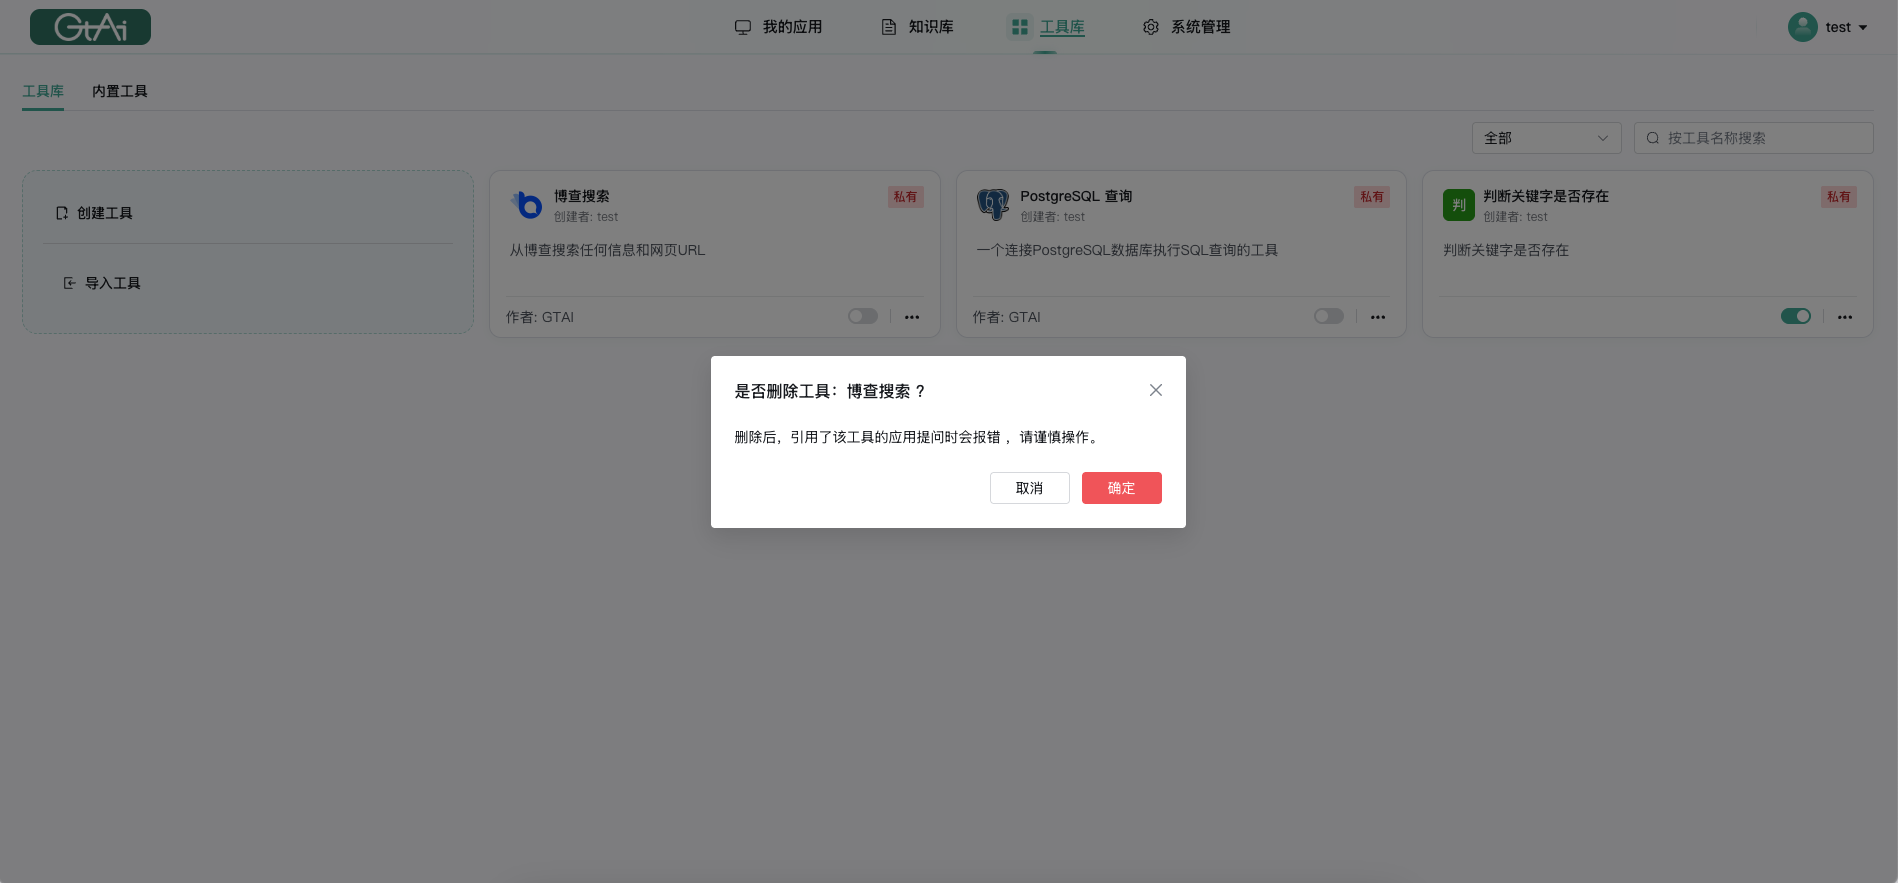 GtAi
我的应用
知识库
工具库
系统管理
test
工具库
内置工具
全部
按工具名称搜索
创建工具
导入工具
博查搜索
私有
创建者: test
从博查搜索任何信息和网页URL
作者: GTAI
PostgreSQL 查询
私有
创建者: test
一个连接PostgreSQL数据库执行SQL查询的工具
作者: GTAI
判
判断关键字是否存在
私有
创建者: test
判断关键字是否存在
是否删除工具：博查搜索 ?
删除后，引用了该工具的应用提问时会报错 ，请谨慎操作。
取消
确定